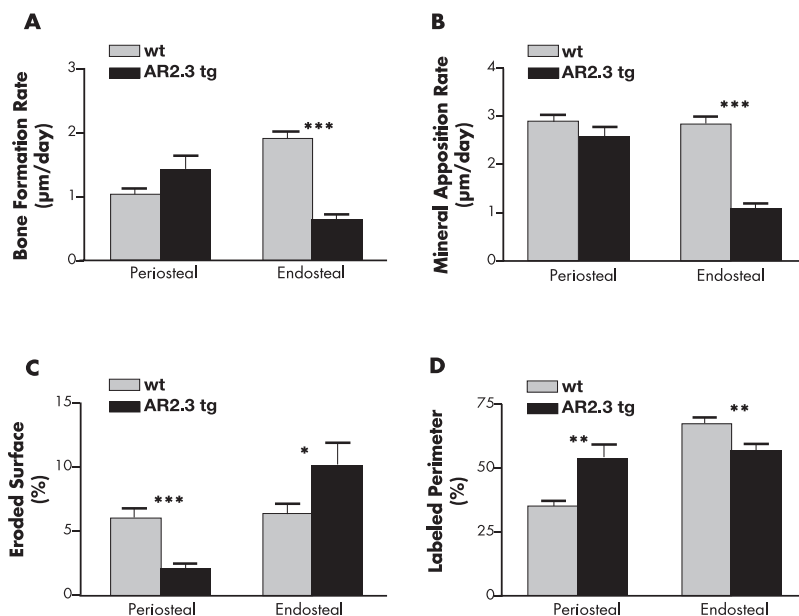 A
wt
AR2.3 tg
Bone Formation Rate
(µm/day)
3
2
1
0
***
Periosteal
Endosteal
B
wt
AR2.3 tg
Mineral Apposition Rate
(µm/day)
4
3
2
1
0
***
Periosteal
Endosteal
C
wt
AR2.3 tg
Eroded Surface
(%)
15
10
5
0
***
*
Periosteal
Endosteal
D
wt
AR2.3 tg
Labeled Perimeter
(%)
75
50
25
0
**
**
Periosteal
Endosteal